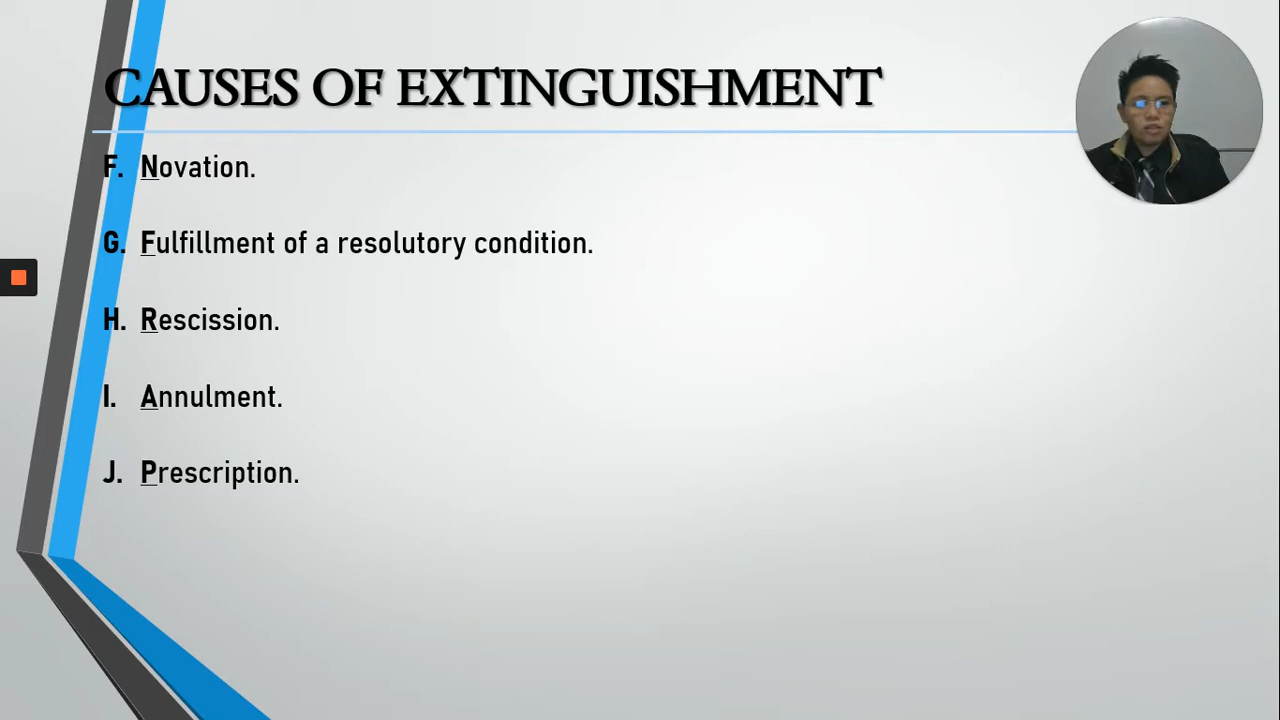 CAUSES OF EXTINGUISHMENT
F. Novation.
G. Fulfillment of a resolutory condition.
H. Rescission.
I. Annulment.
J. Prescription.